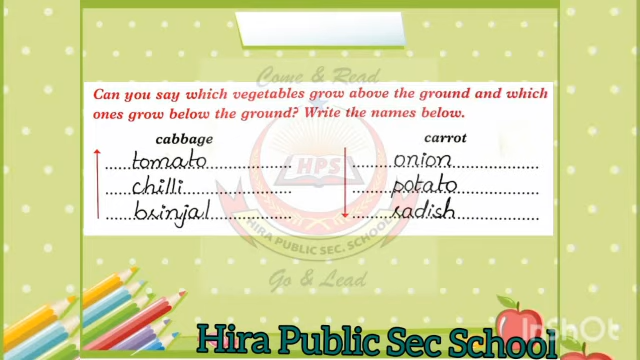 Come & Read
Can you say which vegetables grow above the ground and which
ones grow below the ground? Write the names below.
cabbage carrot
tomato onion
chilli potato
brinjal radish
HPS
HIRA PUBLIC SEC. SCHOOL
Go & Lead
InShOt
Hira Public Sec School